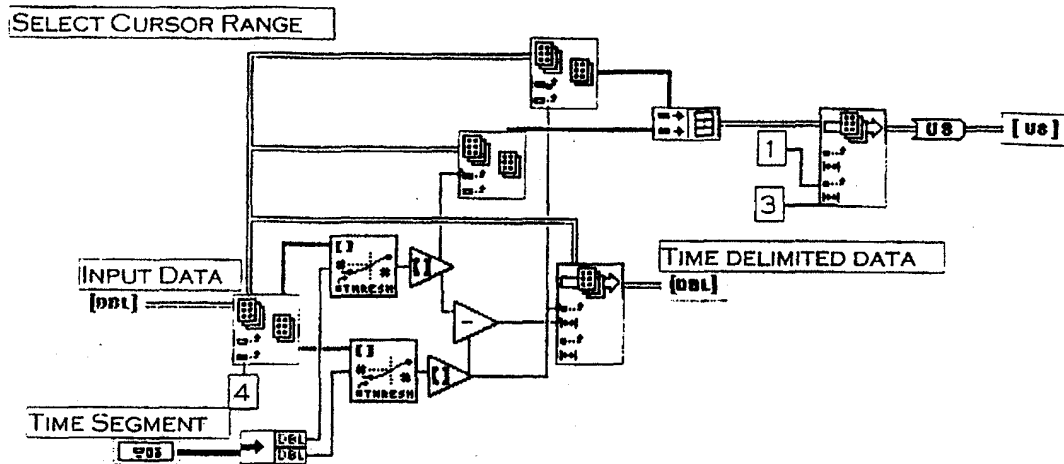 SELECT CURSOR RANGE
U8
[U8]
1
3
INPUT DATA
[DBL]
[ ]
THRESH
[ ]
TIME DELIMITED DATA
[DBL]
-
4
[ ]
THRESH
[ ]
TIME SEGMENT
DBL
DBL